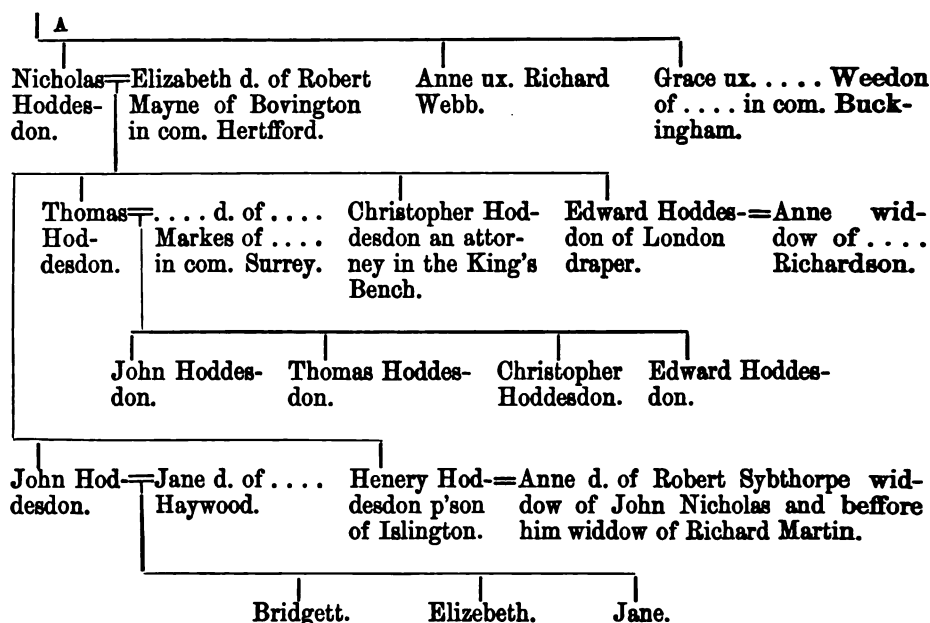 A
Nicholas=Elizabeth d. of Robert
Hoddes-
don.
Mayne of Bovington
in com. Hertfford.
Anne ux. Richard
Webb.
Grace ux. . . . . . Weedon
of . . . . in com. Buck-
ingham.
Thomas=. . . . d. of . . . .
Hod-
desdon.
Markes of . . . .
in com. Surrey.
Christopher Hod-
desdon an attor-
ney in the King's
Bench.
Edward Hoddes-=Anne wid-
don of London
draper.
dow of . . . .
Richardson.
John Hoddes-
don.
Thomas Hoddes-
don.
Christopher
Hoddesdon.
Edward Hoddes-
don.
John Hod-=Jane d. of . . . .
desdon.
Haywood.
Henery Hod-=Anne d. of Robert Sybthorpe wid-
desdon p'son
of Islington.
dow of John Nicholas and beffore
him widdow of Richard Martin.
Bridgett.
Elizebeth.
Jane.